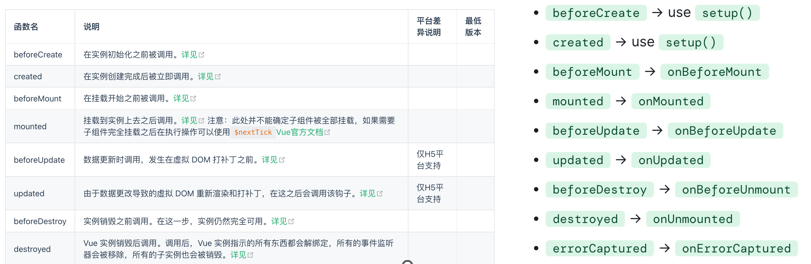 函数名 说明 平台差异说明 最低版本
beforeCreate 在实例初始化之前被调用。详见
created 在实例创建完成后被立即调用。详见
beforeMount 在挂载开始之前被调用。详见
mounted 挂载到实例上去之后调用。详见 注意：此处并不能确定子组件被全部挂载，如果需要
子组件完全挂载之后在执行操作可以使用 $nextTick Vue官方文档
beforeUpdate 数据更新时调用，发生在虚拟 DOM 打补丁之前。详见 仅H5平台支持
updated 由于数据更改导致的虚拟 DOM 重新渲染和打补丁，在这之后会调用该钩子。详见 仅H5平台支持
beforeDestroy 实例销毁之前调用。在这一步，实例仍然完全可用。详见
destroyed Vue 实例销毁后调用。调用后，Vue 实例指示的所有东西都会解绑定，所有的事件监听
器会被移除，所有的子实例也会被销毁。详见
beforeCreate → use setup()
created → use setup()
beforeMount → onBeforeMount
mounted → onMounted
beforeUpdate → onBeforeUpdate
updated → onUpdated
beforeDestroy → onBeforeUnmount
destroyed → onUnmounted
errorCaptured → onErrorCaptured